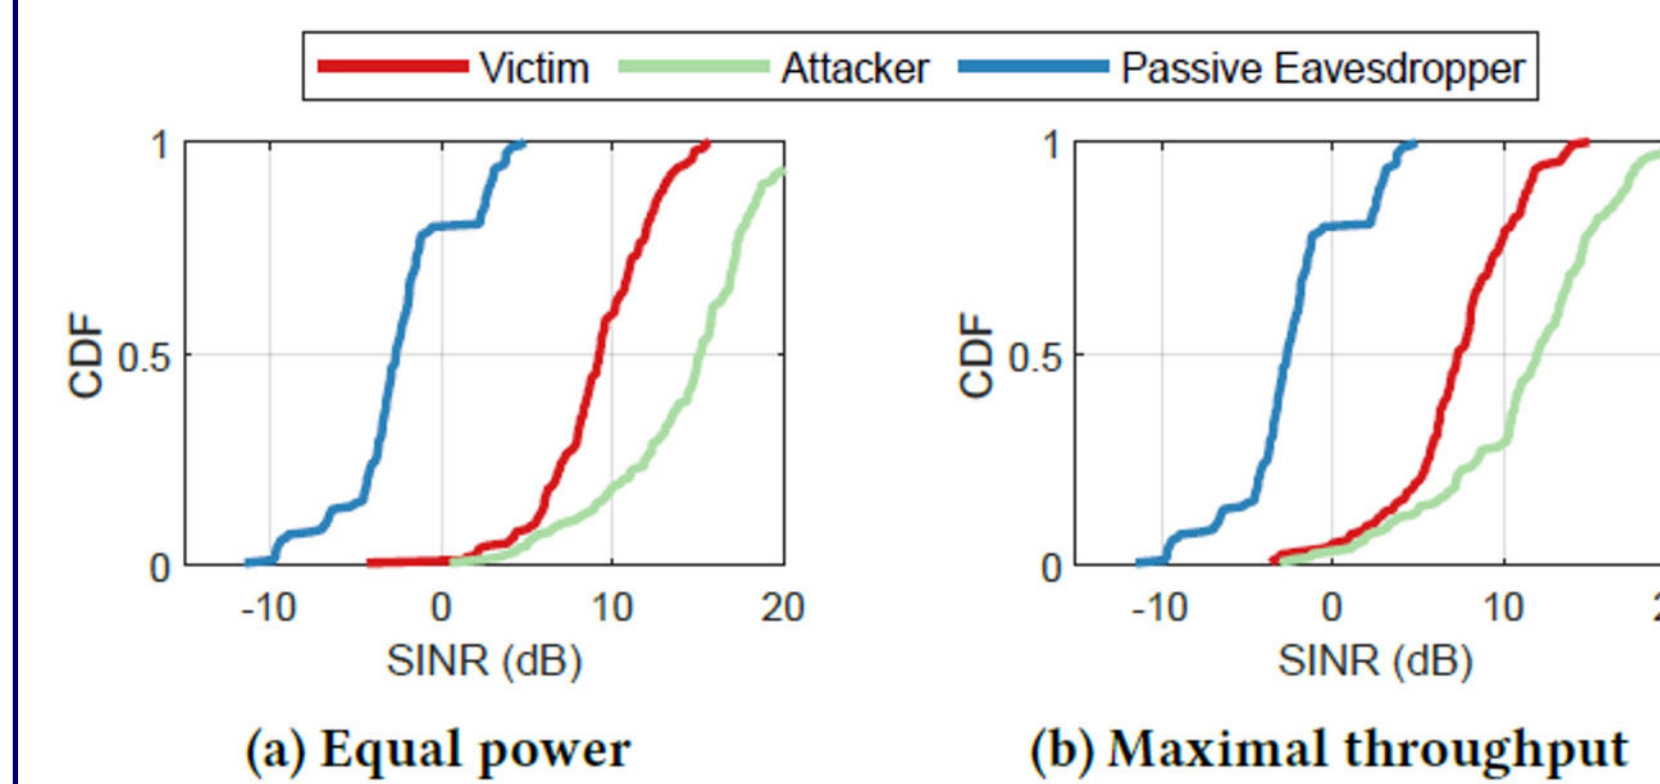 Victim Attacker Passive Eavesdropper
1
0.5
0
CDF
-10 0 10 20
SINR (dB)
(a) Equal power
1
0.5
0
CDF
-10 0 10
SINR (dB)
(b) Maximal throughput